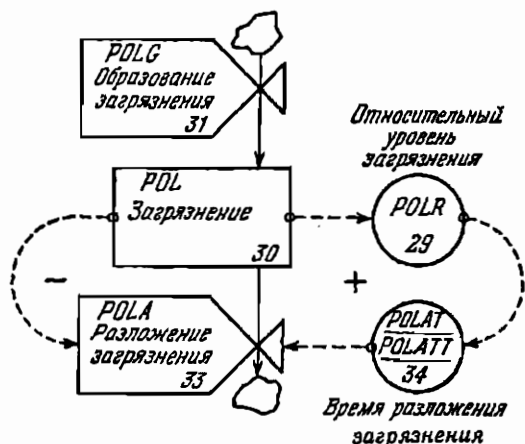 POLG
Образование
загрязнения
31
Относительный
уровень
загрязнения
POL
Загрязнение
30
POLR
29
−
+
POLA
Разложение
загрязнения
33
POLAT
POLATT
34
Время разложения
загрязнения